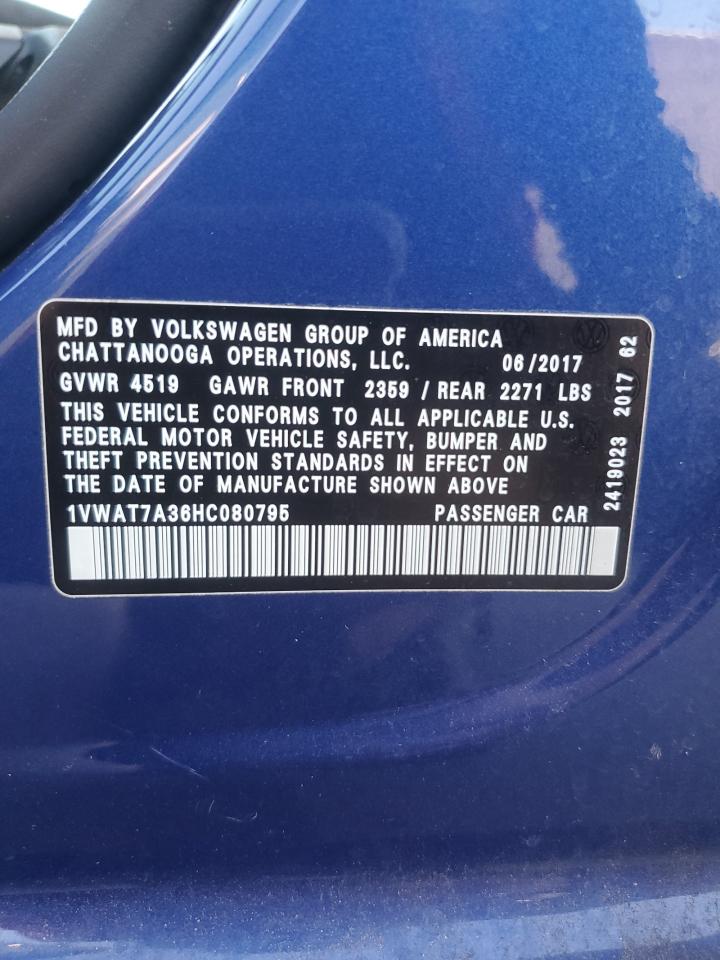 MFD BY VOLKSWAGEN GROUP OF AMERICA
CHATTANOOGA OPERATIONS, LLC. 06/2017
GVWR 4519 GAWR FRONT 2359 / REAR 2271 LBS
THIS VEHICLE CONFORMS TO ALL APPLICABLE U.S.
FEDERAL MOTOR VEHICLE SAFETY, BUMPER AND
THEFT PREVENTION STANDARDS IN EFFECT ON
THE DATE OF MANUFACTURE SHOWN ABOVE
1VWAT7A36HC080795 PASSENGER CAR
2419023 2017 62